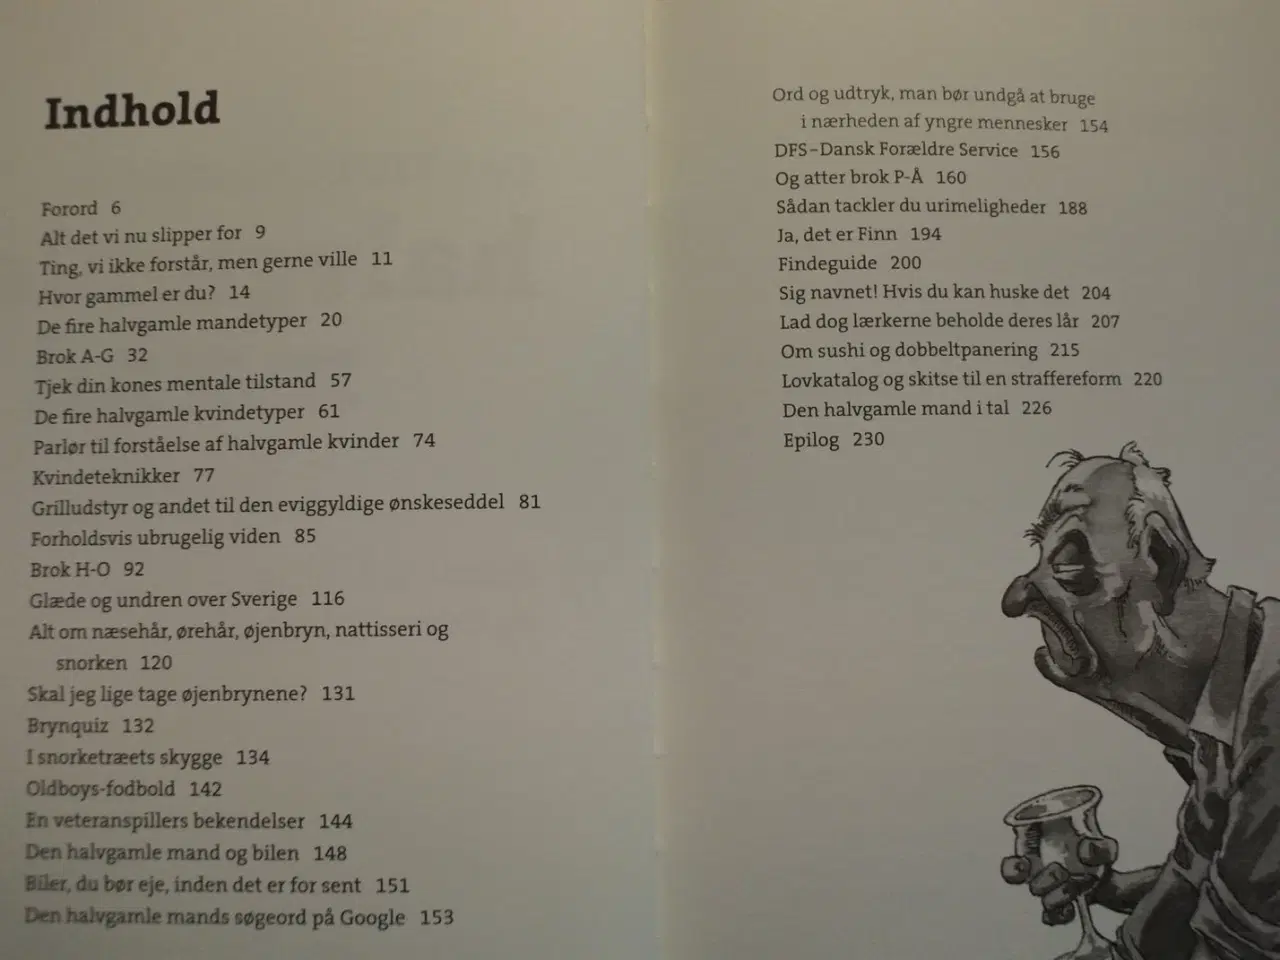 Indhold
Forord 6
Alt det vi nu slipper for 9
Ting, vi ikke forstår, men gerne ville 11
Hvor gammel er du? 14
De fire halvgamle mandetyper 20
Brok A-G 32
Tjek din kones mentale tilstand 57
De fire halvgamle kvindetyper 61
Parlør til forståelse af halvgamle kvinder 74
Kvindeteknikker 77
Grilludstyr og andet til den eviggyldige ønskeseddel 81
Forholdsvis ubrugelig viden 85
Brok H-O 92
Glæde og undren over Sverige 116
Alt om næsehår, ørehår, øjenbryn, nattisseri og
snorken 120
Skal jeg lige tage øjenbrynene? 131
Brynquiz 132
I snorketræets skygge 134
Oldboys-fodbold 142
En veteranspillers bekendelser 144
Den halvgamle mand og bilen 148
Biler, du bør eje, inden det er for sent 151
Den halvgamle mands søgeord på Google 153
Ord og udtryk, man bør undgå at bruge
i nærheden af yngre mennesker 154
DFS–Dansk Forældre Service 156
Og atter brok P-Å 160
Sådan tackler du urimeligheder 188
Ja, det er Finn 194
Findeguide 200
Sig navnet! Hvis du kan huske det 204
Lad dog lærkerne beholde deres lår 207
Om sushi og dobbeltpanering 215
Lovkatalog og skitse til en straffereform 220
Den halvgamle mand i tal 226
Epilog 230